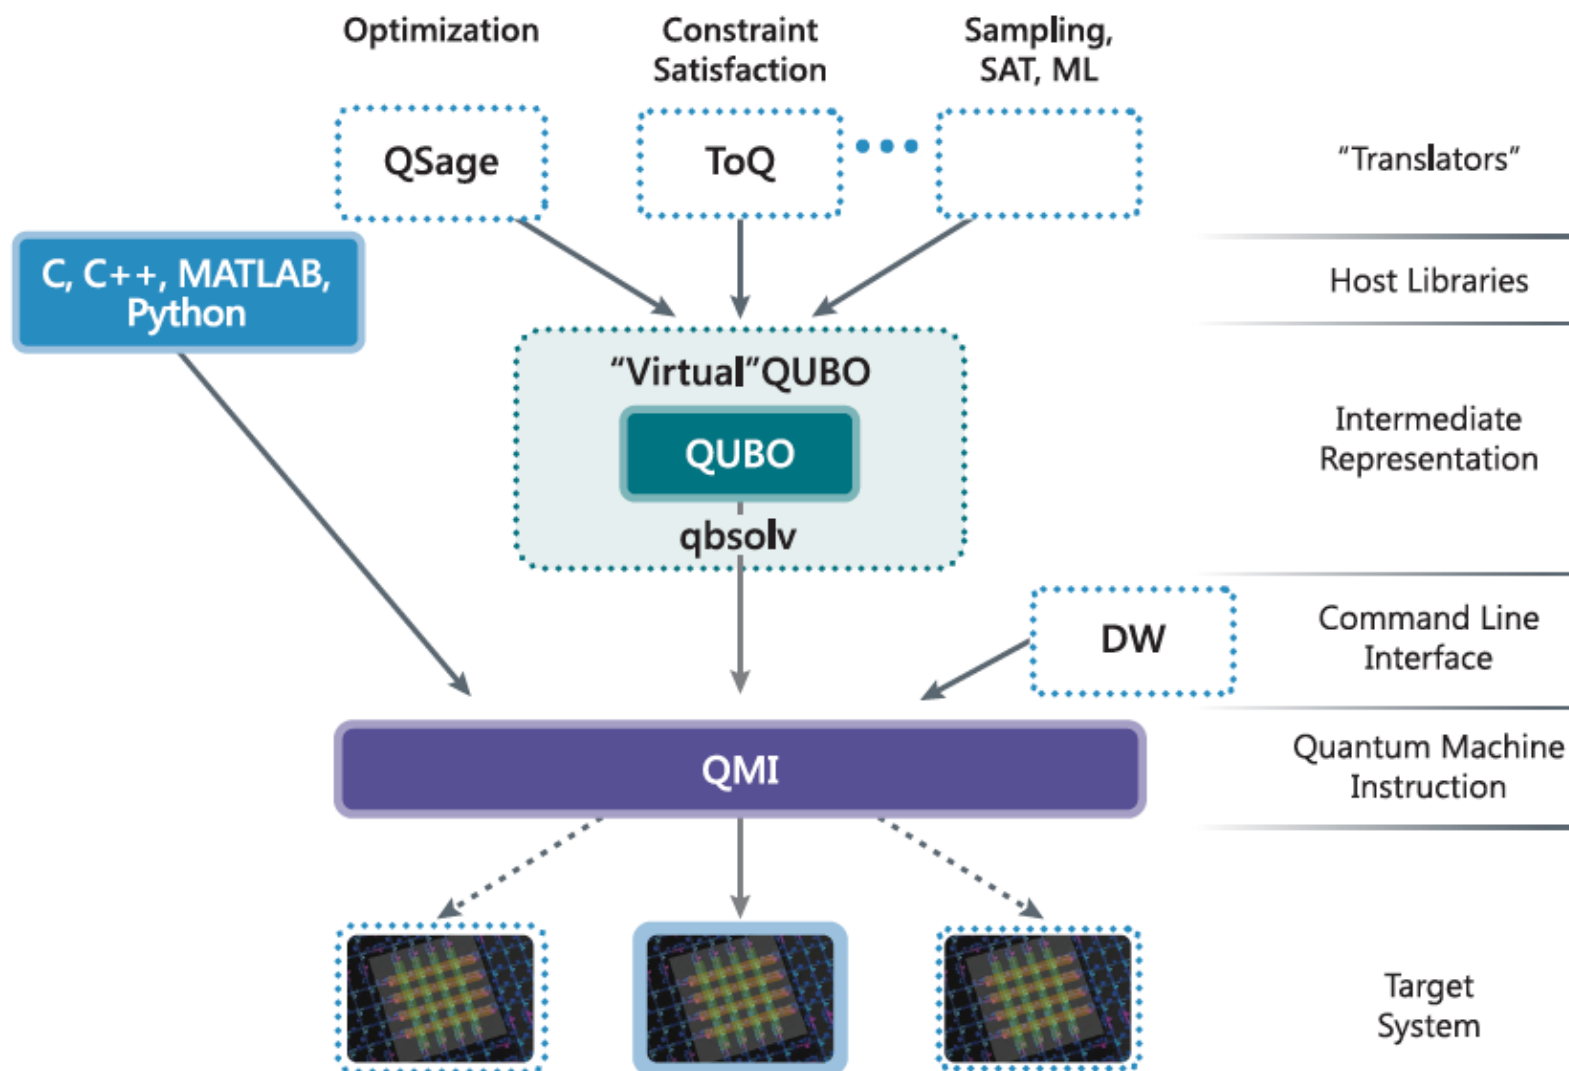 Optimization
Constraint
Satisfaction
Sampling,
SAT, ML
QSage
ToQ
“Translators”
C, C++, MATLAB,
Python
Host Libraries
“Virtual”QUBO
QUBO
qbsolv
Intermediate
Representation
DW
Command Line
Interface
QMI
Quantum Machine
Instruction
Target
System